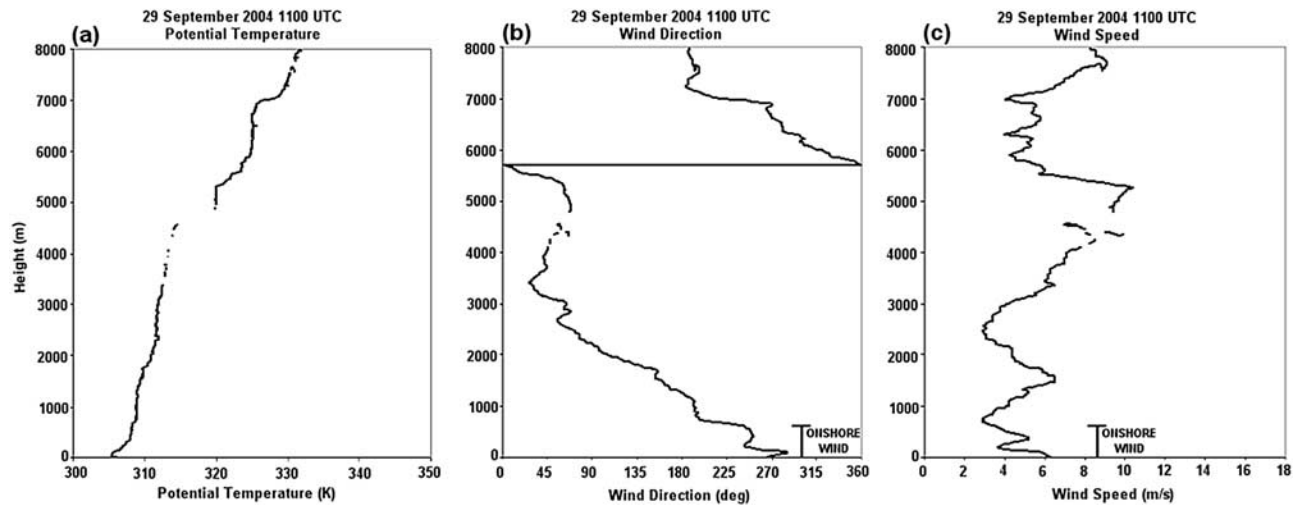 29 September 2004 1100 UTC
(a) Potential Temperature
8000
7000
6000
5000
4000
3000
2000
1000
0
Height (m)
300 310 320 330 340 350
Potential Temperature (K)
29 September 2004 1100 UTC
(b) Wind Direction
8000
7000
6000
5000
4000
3000
2000
1000
0
ONSHORE
WIND
0 45 90 135 180 225 270 315 360
Wind Direction (deg)
29 September 2004 1100 UTC
(c) Wind Speed
8000
7000
6000
5000
4000
3000
2000
1000
0
ONSHORE
WIND
0 2 4 6 8 10 12 14 16 18
Wind Speed (m/s)